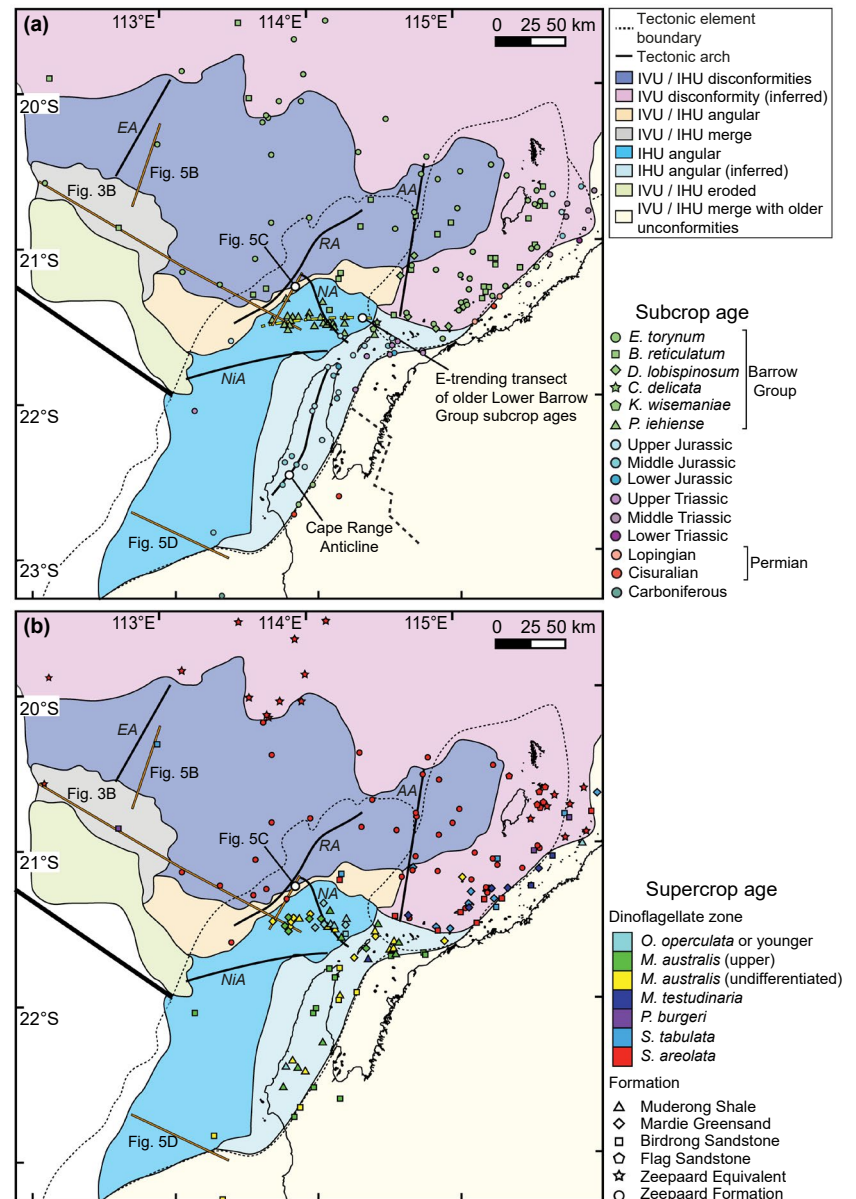 (a)
113°E
114°E
115°E
0 25 50 km
20°S
21°S
22°S
23°S
EA
Fig. 5B
Fig. 3B
AA
Fig. 5C
RA
NA
NiA
E-trending transect
of older Lower Barrow
Group subcrop ages
Cape Range
Anticline
Fig. 5D
Tectonic element
boundary
Tectonic arch
IVU / IHU disconformities
IVU disconformity (inferred)
IVU / IHU angular
IVU / IHU merge
IHU angular
IHU angular (inferred)
IVU / IHU eroded
IVU / IHU merge with older
unconformities
Subcrop age
E. torynum
B. reticulatum
D. lobispinosum
C. delicata
K. wisemaniae
P. iehiense
Barrow
Group
Upper Jurassic
Middle Jurassic
Lower Jurassic
Upper Triassic
Middle Triassic
Lower Triassic
Lopingian
Cisuralian
Permian
Carboniferous
(b)
113°E
114°E
115°E
0 25 50 km
20°S
21°S
22°S
EA
Fig. 5B
Fig. 3B
AA
Fig. 5C
RA
NA
NiA
Fig. 5D
Supercrop age
Dinoflagellate zone
O. operculata or younger
M. australis (upper)
M. australis (undifferentiated)
M. testudinaria
P. burgeri
S. tabulata
S. areolata
Formation
Muderong Shale
Mardie Greensand
Birdrong Sandstone
Flag Sandstone
Zeepaard Equivalent
Zeepaard Formation